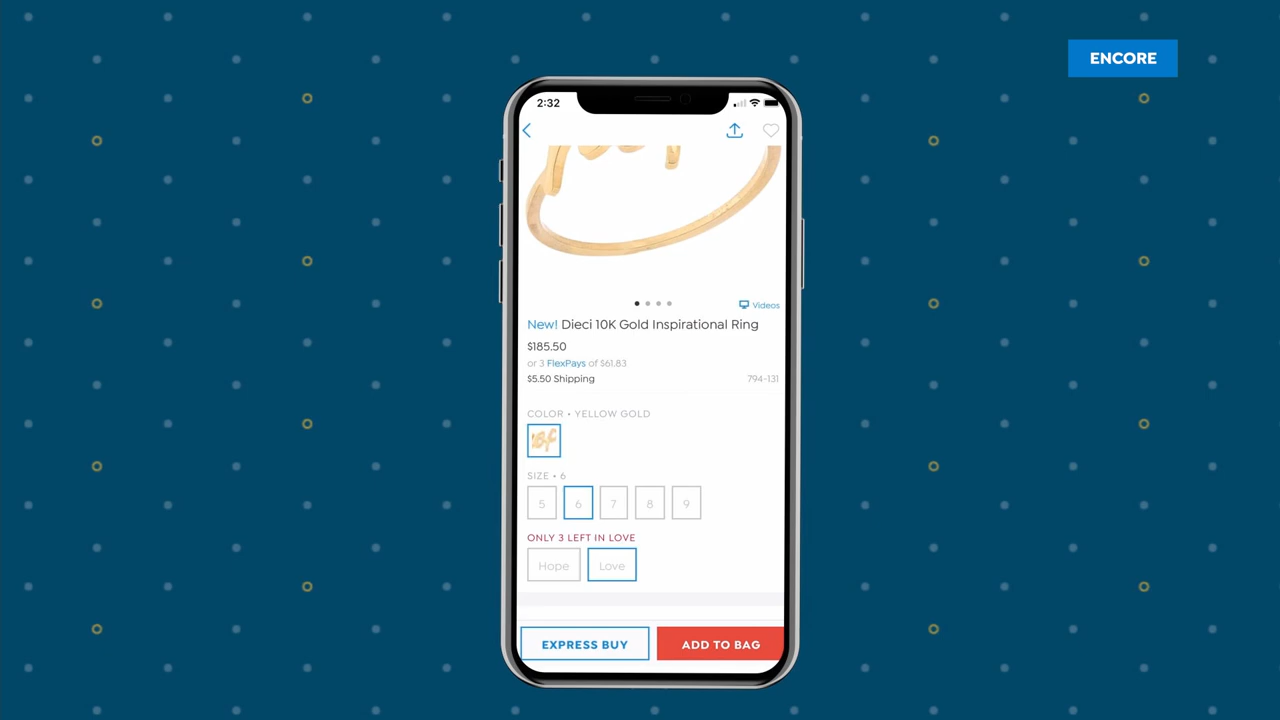 ENCORE
2:32
Videos
New! Dieci 10K Gold Inspirational Ring
$185.50
or 3 FlexPays of $61.83
$5.50 Shipping
794-131
COLOR • YELLOW GOLD
SIZE • 6
5 6 7 8 9
ONLY 3 LEFT IN LOVE
Hope Love
EXPRESS BUY ADD TO BAG